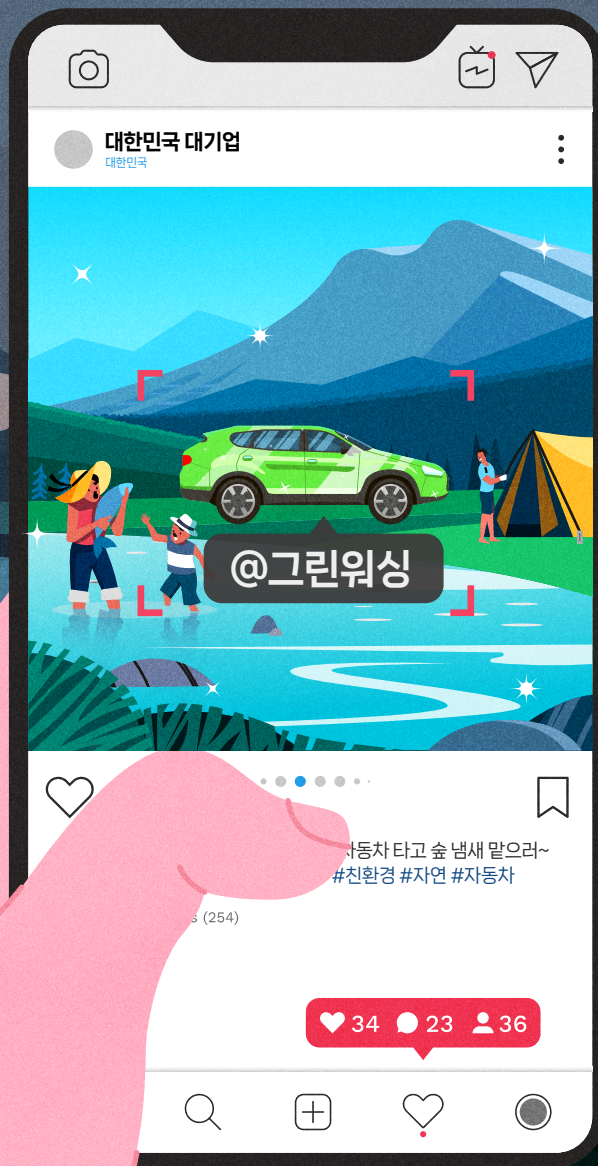 대한민국 대기업
대한민국
@그린워싱
자동차 타고 숲 냄새 맡으러~
#친환경 #자연 #자동차
(254)
34 23 36